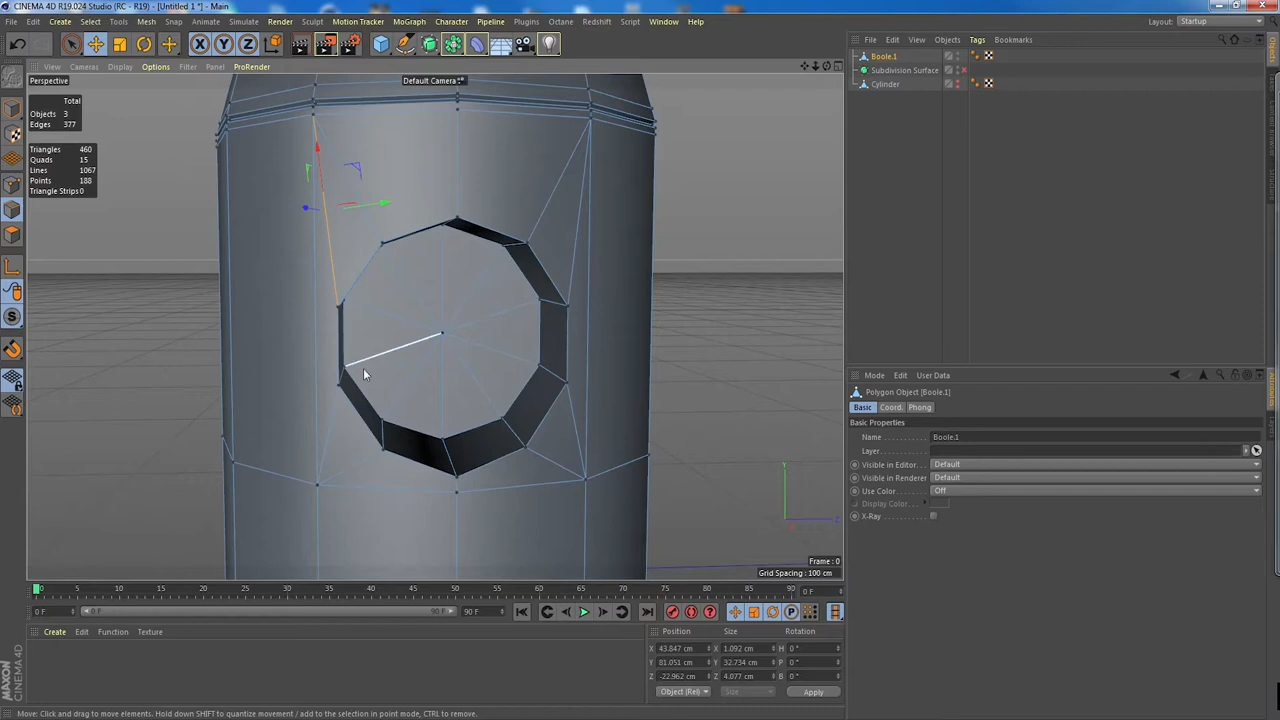 CINEMA 4D R19.024 Studio (R19 - R19) - [Untitled 1 *] - Main
File Edit Create Select Tools Mesh Snap Animate Simulate Render Sculpt Motion Tracker MoGraph Character Pipeline Plugins Octane Redshift Script Window Help
Layout: Startup
File Edit View Objects Tags Bookmarks
View Cameras Display Options Filter Panel ProRender
Perspective
Default Camera
Total
Objects 3
Edges 377
Triangles 460
Quads 15
Lines 1067
Points 188
Triangle Strips 0
Boole.1
Subdivision Surface
Cylinder
Mode Edit User Data
Polygon Object [Boole.1]
Basic Coord. Phong
Basic Properties
Name Boole.1
Layer
Visible in Editor Default
Visible in Renderer Default
Use Color Off
Display Color
X-Ray
Y
Z
Frame : 0
Grid Spacing : 100 cm
0 5 10 15 20 25 30 35 40 45 50 55 60 65 70 75 80 85 90 0 F
0 F 0 F 90 F 90 F
Create Edit Function Texture
Position Size Rotation
X 43.847 cm X 1.092 cm H 0 °
Y 81.051 cm Y 32.734 cm P 0 °
Z -22.962 cm Z 4.077 cm B 0 °
Object (Rel) Size Apply
MAXON CINEMA 4D
Move: Click and drag to move elements. Hold down SHIFT to quantize movement / add to the selection in point mode, CTRL to remove.